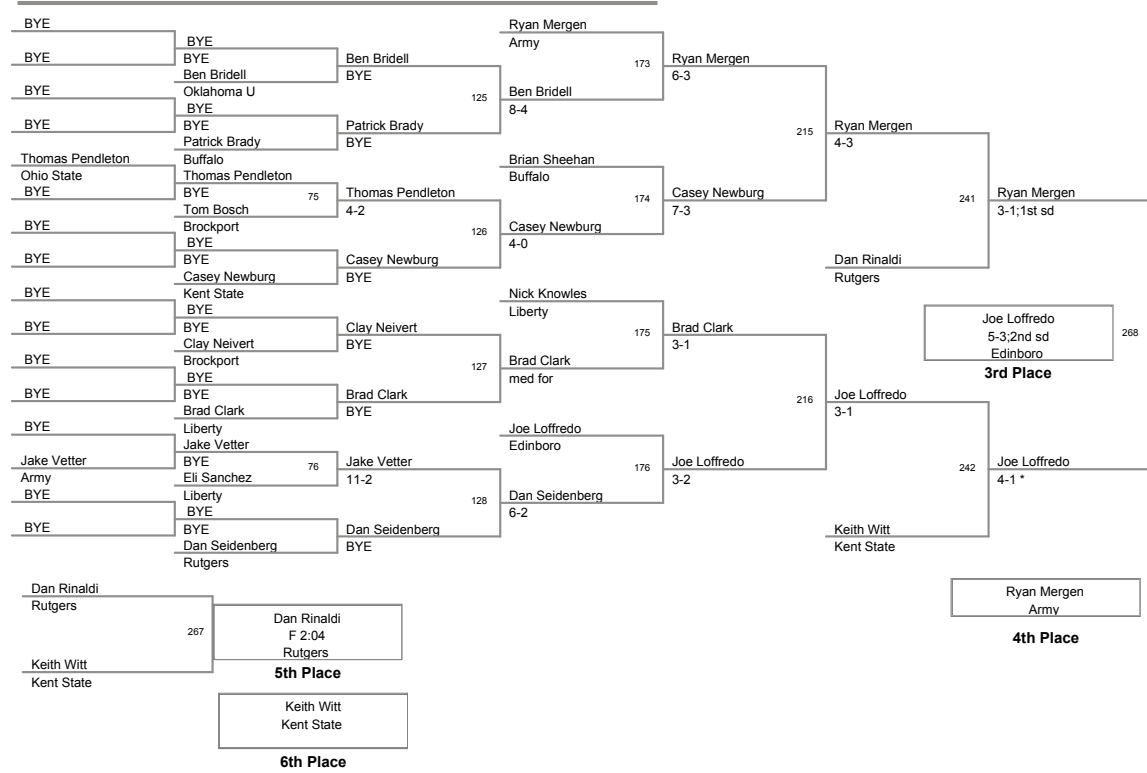 BYE
BYE
BYE
BYE
Thomas Pendleton
Ohio State
BYE
BYE
BYE
BYE
BYE
BYE
BYE
BYE
Jake Vetter
Army
BYE
BYE
BYE
BYE
Ben Bridell
Oklahoma U
BYE
BYE
Patrick Brady
Buffalo
Thomas Pendleton
BYE
Tom Bosch
Brockport
BYE
BYE
Casey Newburg
Kent State
BYE
BYE
Clay Neivert
Brockport
BYE
BYE
Brad Clark
Liberty
Jake Vetter
BYE
Eli Sanchez
Liberty
BYE
BYE
Dan Seidenberg
Rutgers
75
76
Ben Bridell
BYE
Patrick Brady
BYE
Thomas Pendleton
4-2
Casey Newburg
BYE
Clay Neivert
BYE
Brad Clark
BYE
Jake Vetter
11-2
Dan Seidenberg
BYE
125
126
127
128
Ryan Mergen
Army
Ben Bridell
8-4
Brian Sheehan
Buffalo
Casey Newburg
4-0
Nick Knowles
Liberty
Brad Clark
med for
Joe Loffredo
Edinboro
Dan Seidenberg
6-2
173
174
175
176
Ryan Mergen
6-3
Casey Newburg
7-3
Brad Clark
3-1
Joe Loffredo
3-2
215
216
Ryan Mergen
4-3
Dan Rinaldi
Rutgers
Joe Loffredo
3-1
Keith Witt
Kent State
241
242
Ryan Mergen
3-1;1st sd
Joe Loffredo
4-1 *
Joe Loffredo
5-3;2nd sd
Edinboro
268
3rd Place
Ryan Mergen
Army
4th Place
Dan Rinaldi
Rutgers
267
Keith Witt
Kent State
Dan Rinaldi
F 2:04
Rutgers
5th Place
Keith Witt
Kent State
6th Place